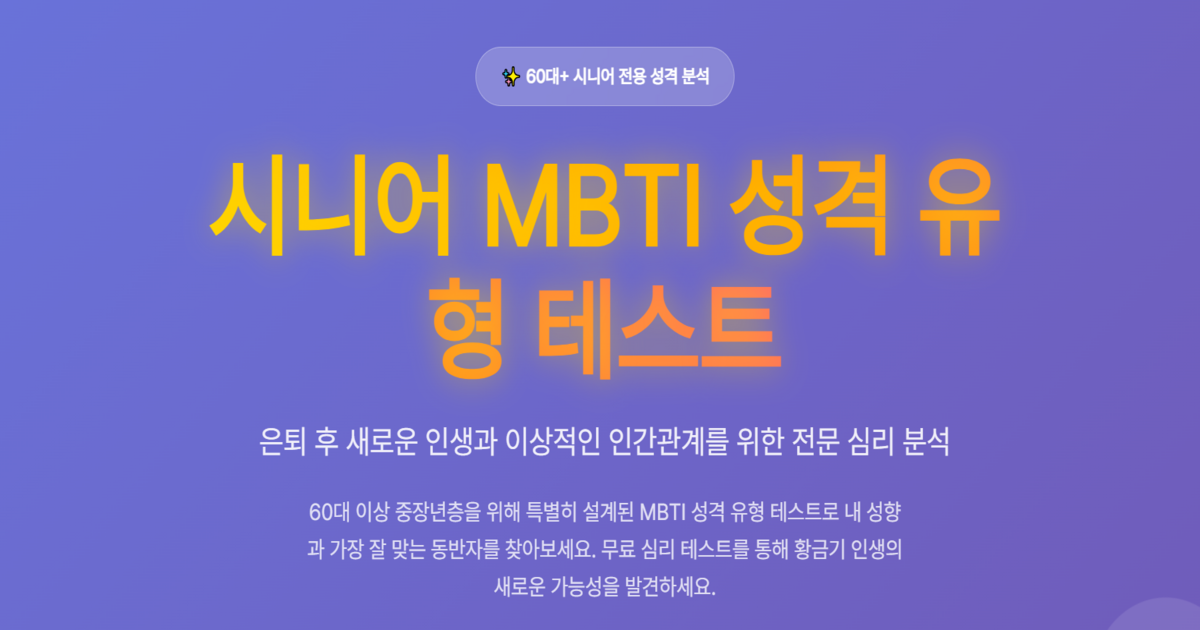 ✨ 60대+ 시니어 전용 성격 분석
시니어 MBTI 성격 유
형 테스트
은퇴 후 새로운 인생과 이상적인 인간관계를 위한 전문 심리 분석
60대 이상 중장년층을 위해 특별히 설계된 MBTI 성격 유형 테스트로 내 성향
과 가장 잘 맞는 동반자를 찾아보세요. 무료 심리 테스트를 통해 황금기 인생의
새로운 가능성을 발견하세요.